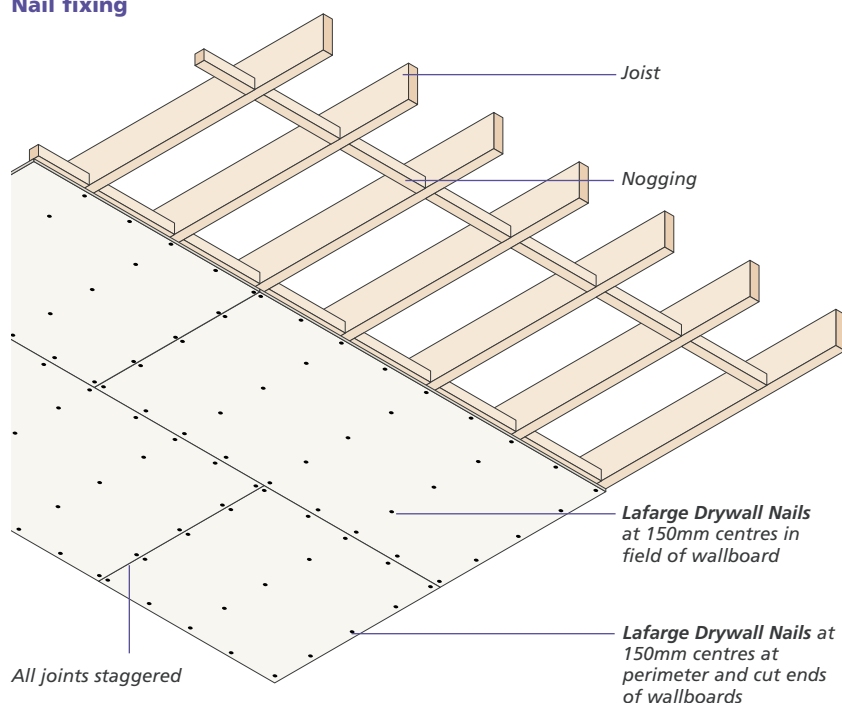 Nail fixing
Joist
Nogging
Lafarge Drywall Nails
at 150mm centres in
field of wallboard
Lafarge Drywall Nails at
150mm centres at
perimeter and cut ends
of wallboards
All joints staggered